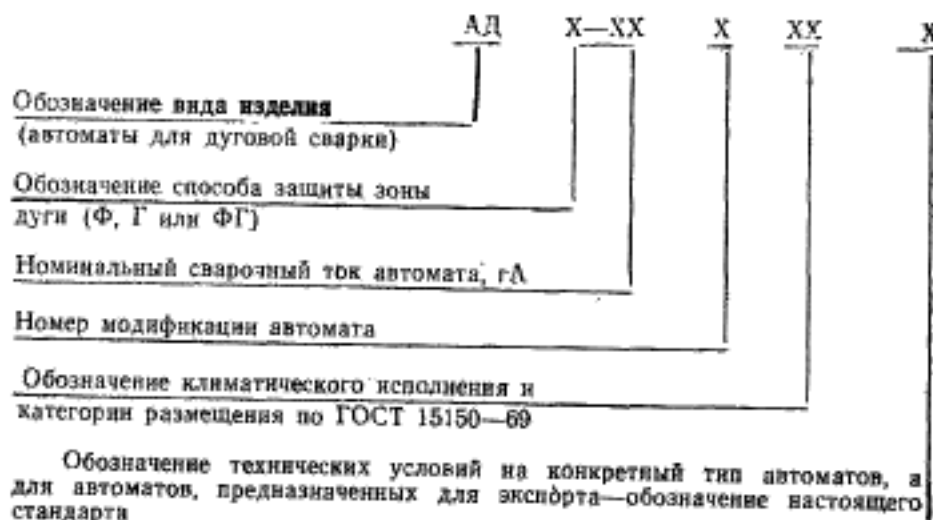 АД Х—ХХ Х ХХ Х
Обозначение вида изделия
(автоматы для дуговой сварки)
Обозначение способа защиты зоны
дуги (Ф, Г или ФГ)
Номинальный сварочный ток автомата, гА
Номер модификации автомата
Обозначение климатического исполнения и
категории размещения по ГОСТ 15150—69
Обозначение технических условий на конкретный тип автоматов, а
для автоматов, предназначенных для экспорта—обозначение настоящего
стандарта